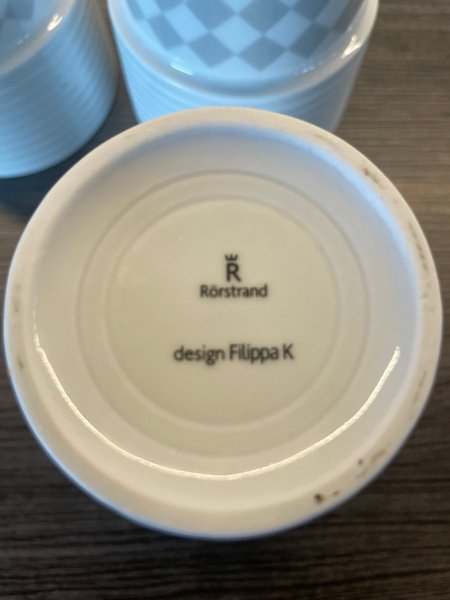 R
Rörstrand
design Filippa K